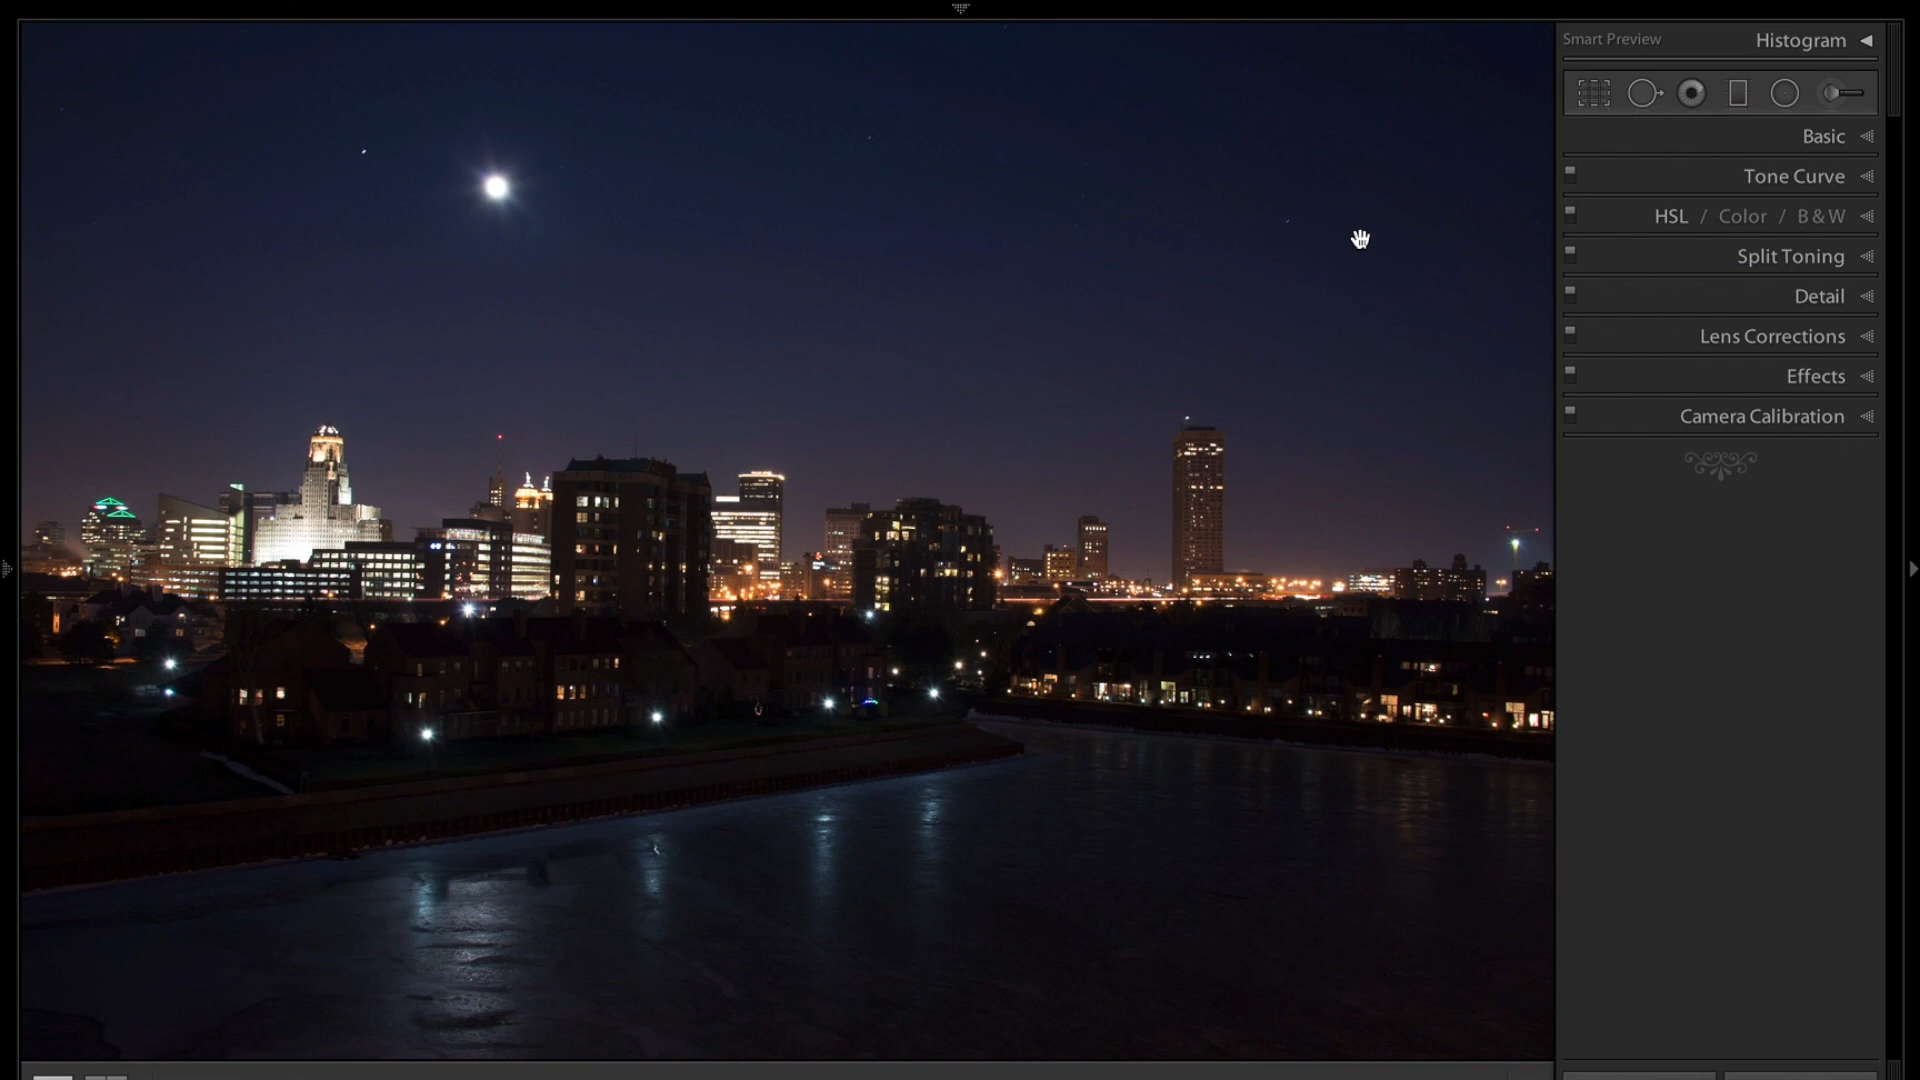 Smart Preview
Histogram
Basic
Tone Curve
HSL / Color / B & W
Split Toning
Detail
Lens Corrections
Effects
Camera Calibration